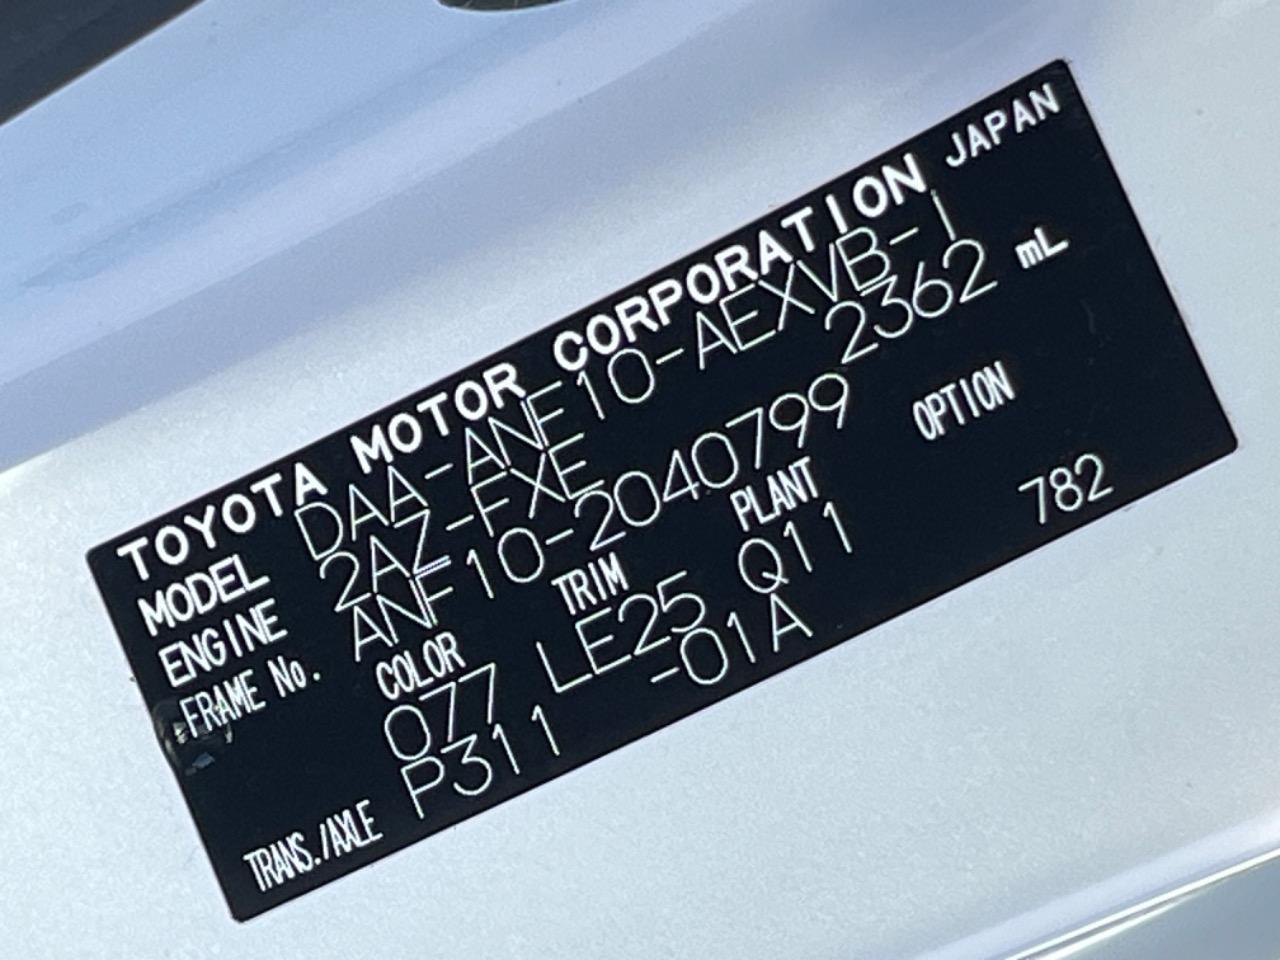 TOYOTA MOTOR CORPORATION JAPAN
MODEL DAA-ANF10-AEXVB-1
ENGINE 2AZ-FXE 2362 mL
FRAME No. ANF10-2040799
COLOR TRIM PLANT OPTION
077 LE25 Q11 782
TRANS./AXLE P311 -01A